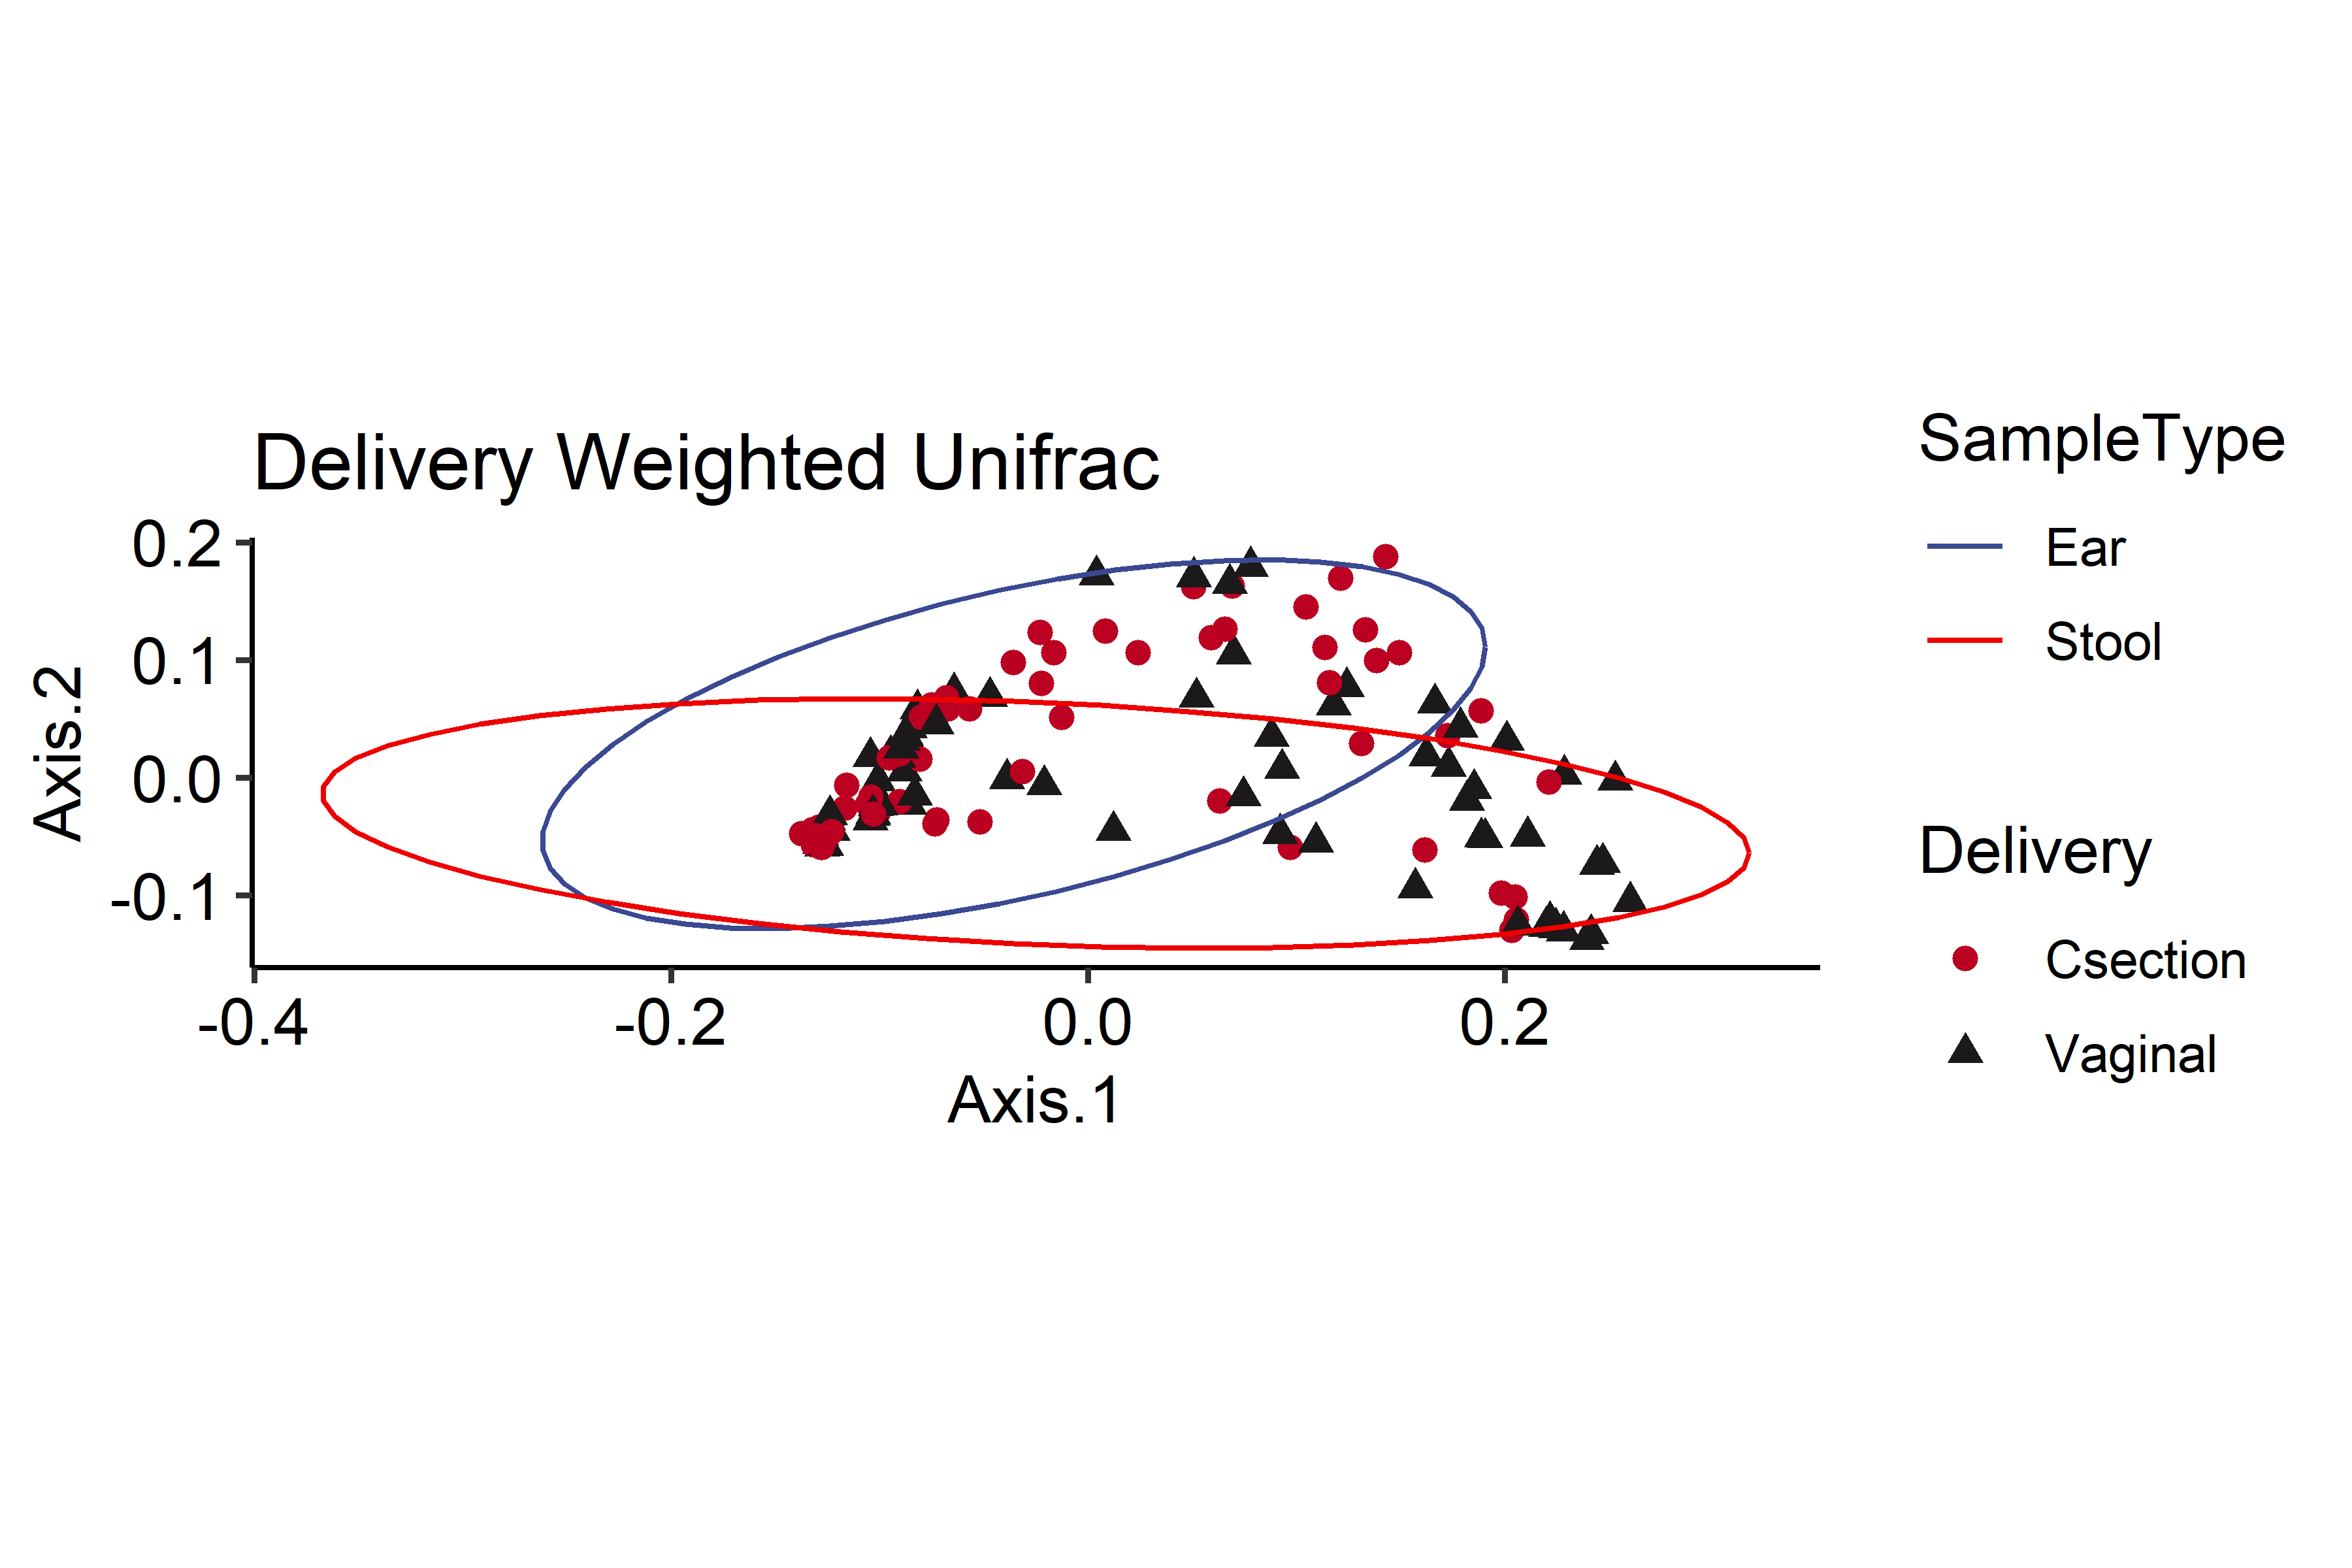 Delivery Weighted Unifrac
0.2
0.1
0.0
-0.1
Axis.2
-0.4
-0.2
0.0
0.2
Axis.1
SampleType
Ear
Stool
Delivery
Csection
Vaginal